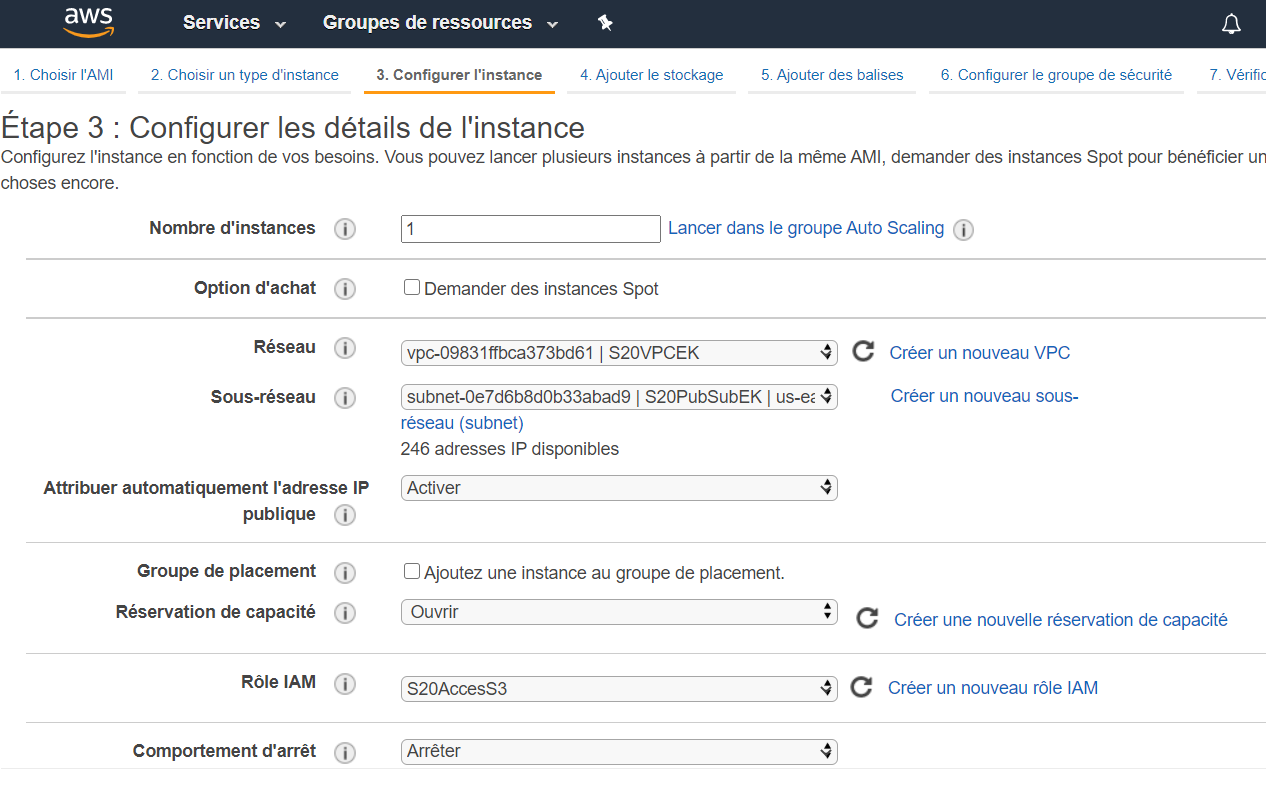 aws Services Groupes de ressources
1. Choisir l'AMI 2. Choisir un type d'instance 3. Configurer l'instance 4. Ajouter le stockage 5. Ajouter des balises 6. Configurer le groupe de sécurité 7. Vérific
Étape 3 : Configurer les détails de l'instance
Configurez l'instance en fonction de vos besoins. Vous pouvez lancer plusieurs instances à partir de la même AMI, demander des instances Spot pour bénéficier un
choses encore.
Nombre d'instances i 1 Lancer dans le groupe Auto Scaling i
Option d'achat i Demander des instances Spot
Réseau i vpc-09831ffbca373bd61 | S20VPCEK Créer un nouveau VPC
Sous-réseau i subnet-0e7d6b8d0b33abad9 | S20PubSubEK | us-ea Créer un nouveau sous-
réseau (subnet)
246 adresses IP disponibles
Attribuer automatiquement l'adresse IP Activer
publique i
Groupe de placement i Ajoutez une instance au groupe de placement.
Réservation de capacité i Ouvrir Créer une nouvelle réservation de capacité
Rôle IAM i S20AccesS3 Créer un nouveau rôle IAM
Comportement d'arrêt i Arrêter